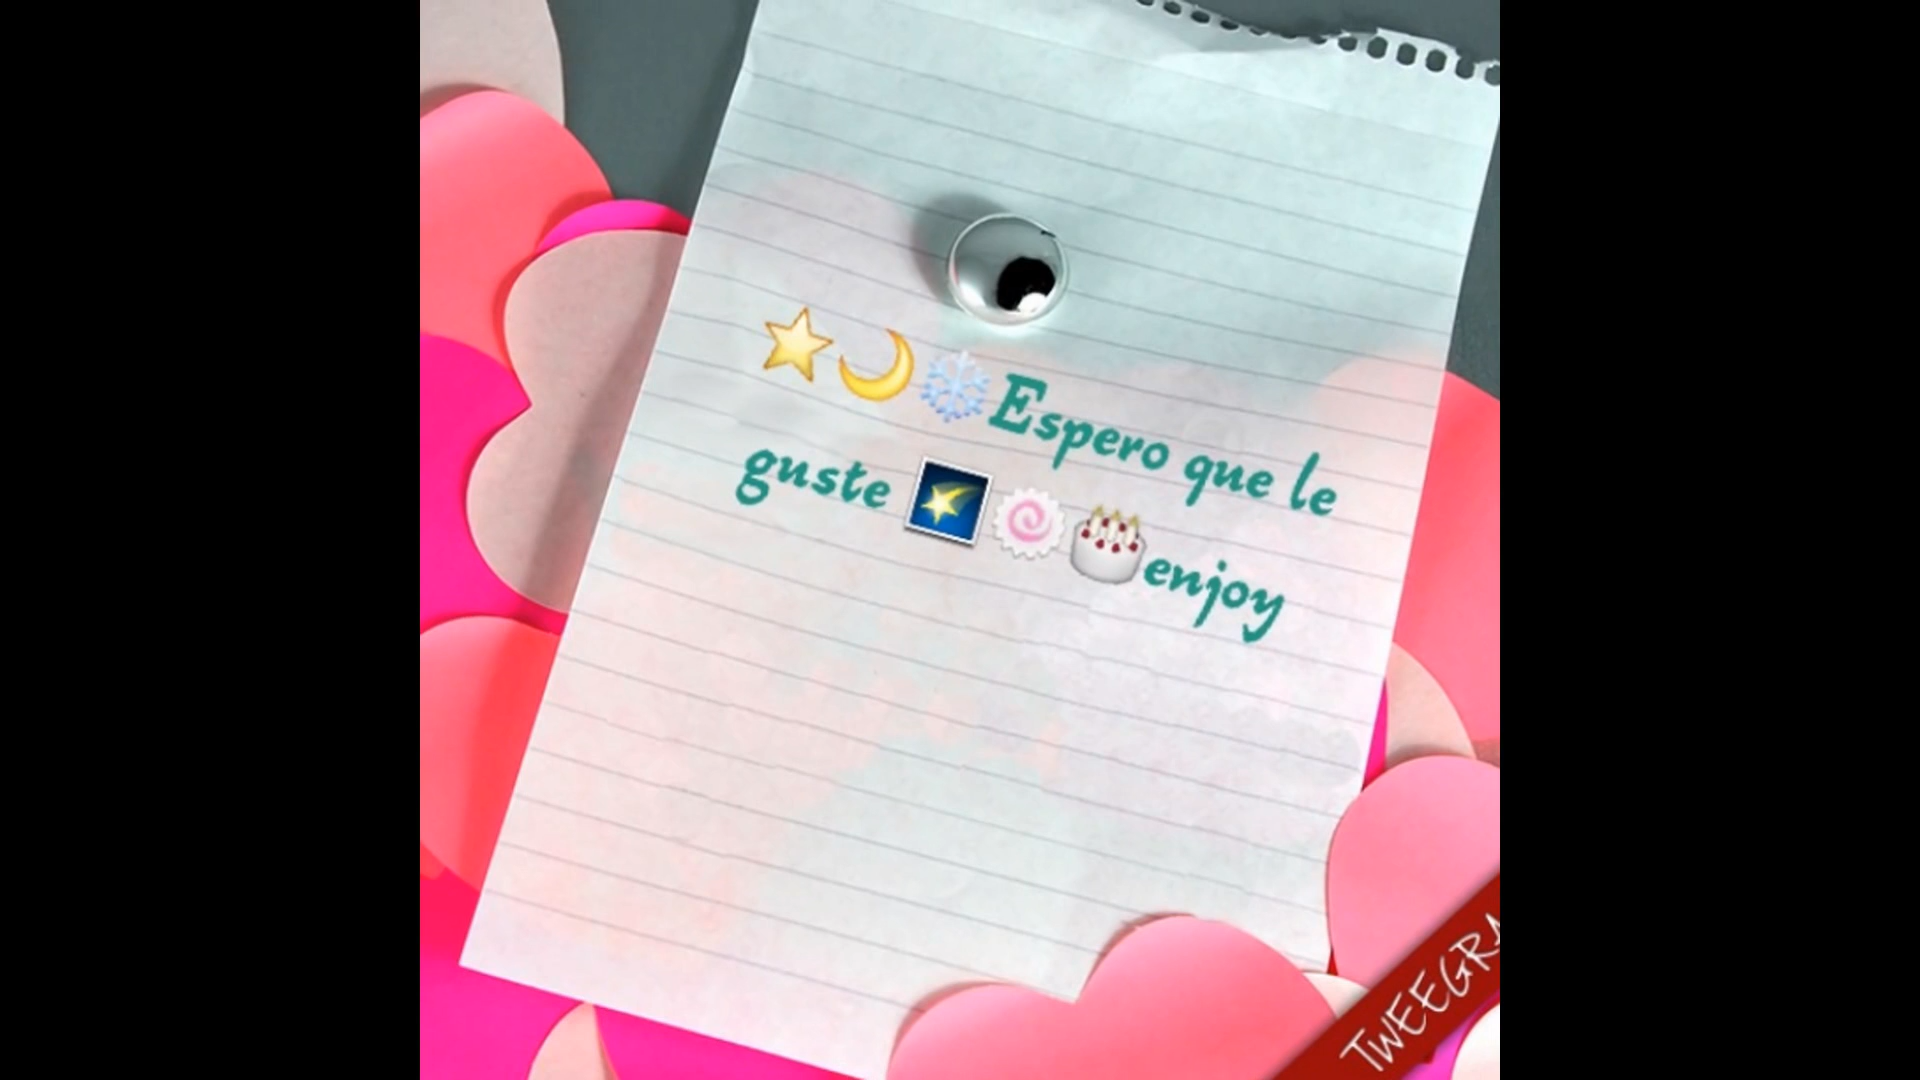 ⭐🌙❄️Espero que le
guste 🌠🍥🎂enjoy
TWEEGRA